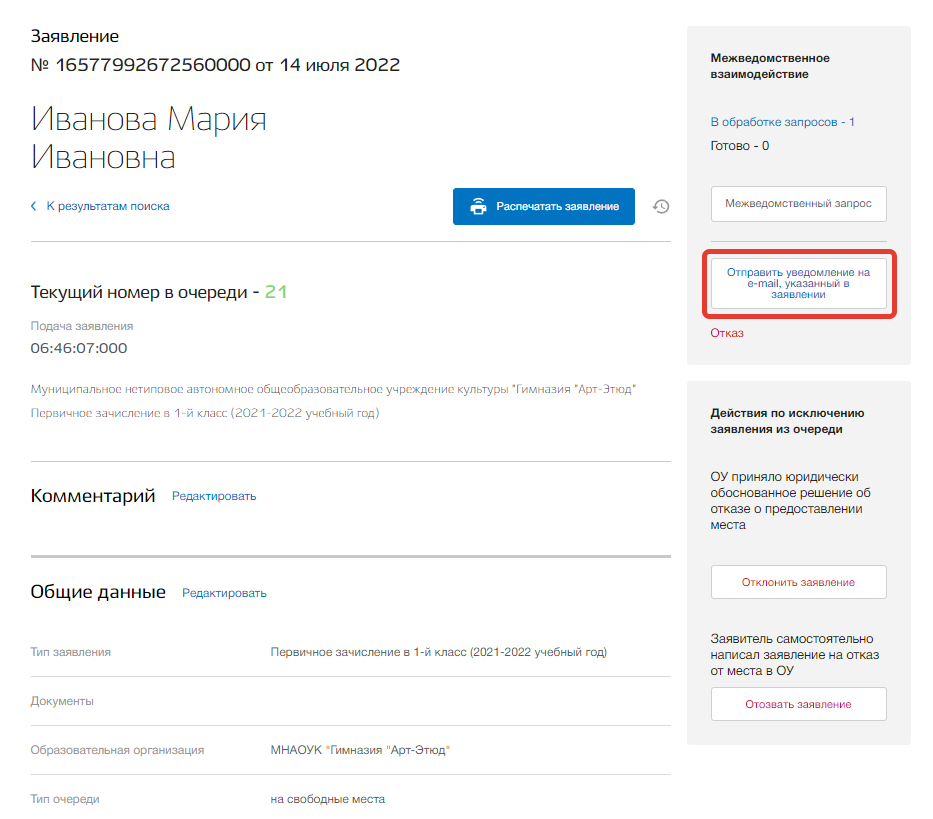 Заявление
№ 16577992672560000 от 14 июля 2022
Иванова Мария
Ивановна
К результатам поиска
Распечатать заявление
Текущий номер в очереди - 21
Подача заявления
06:46:07:000
Муниципальное нетиповое автономное общеобразовательное учреждение культуры "Гимназия "Арт-Этюд"
Первичное зачисление в 1-й класс (2021-2022 учебный год)
Комментарий Редактировать
Общие данные Редактировать
Тип заявления Первичное зачисление в 1-й класс (2021-2022 учебный год)
Документы
Образовательная организация МНАОУК "Гимназия "Арт-Этюд"
Тип очереди на свободные места
Межведомственное
взаимодействие
В обработке запросов - 1
Готово - 0
Межведомственный запрос
Отправить уведомление на
e-mail, указанный в
заявлении
Отказ
Действия по исключению
заявления из очереди
ОУ приняло юридически
обоснованное решение об
отказе о предоставлении
места
Отклонить заявление
Заявитель самостоятельно
написал заявление на отказ
от места в ОУ
Отозвать заявление